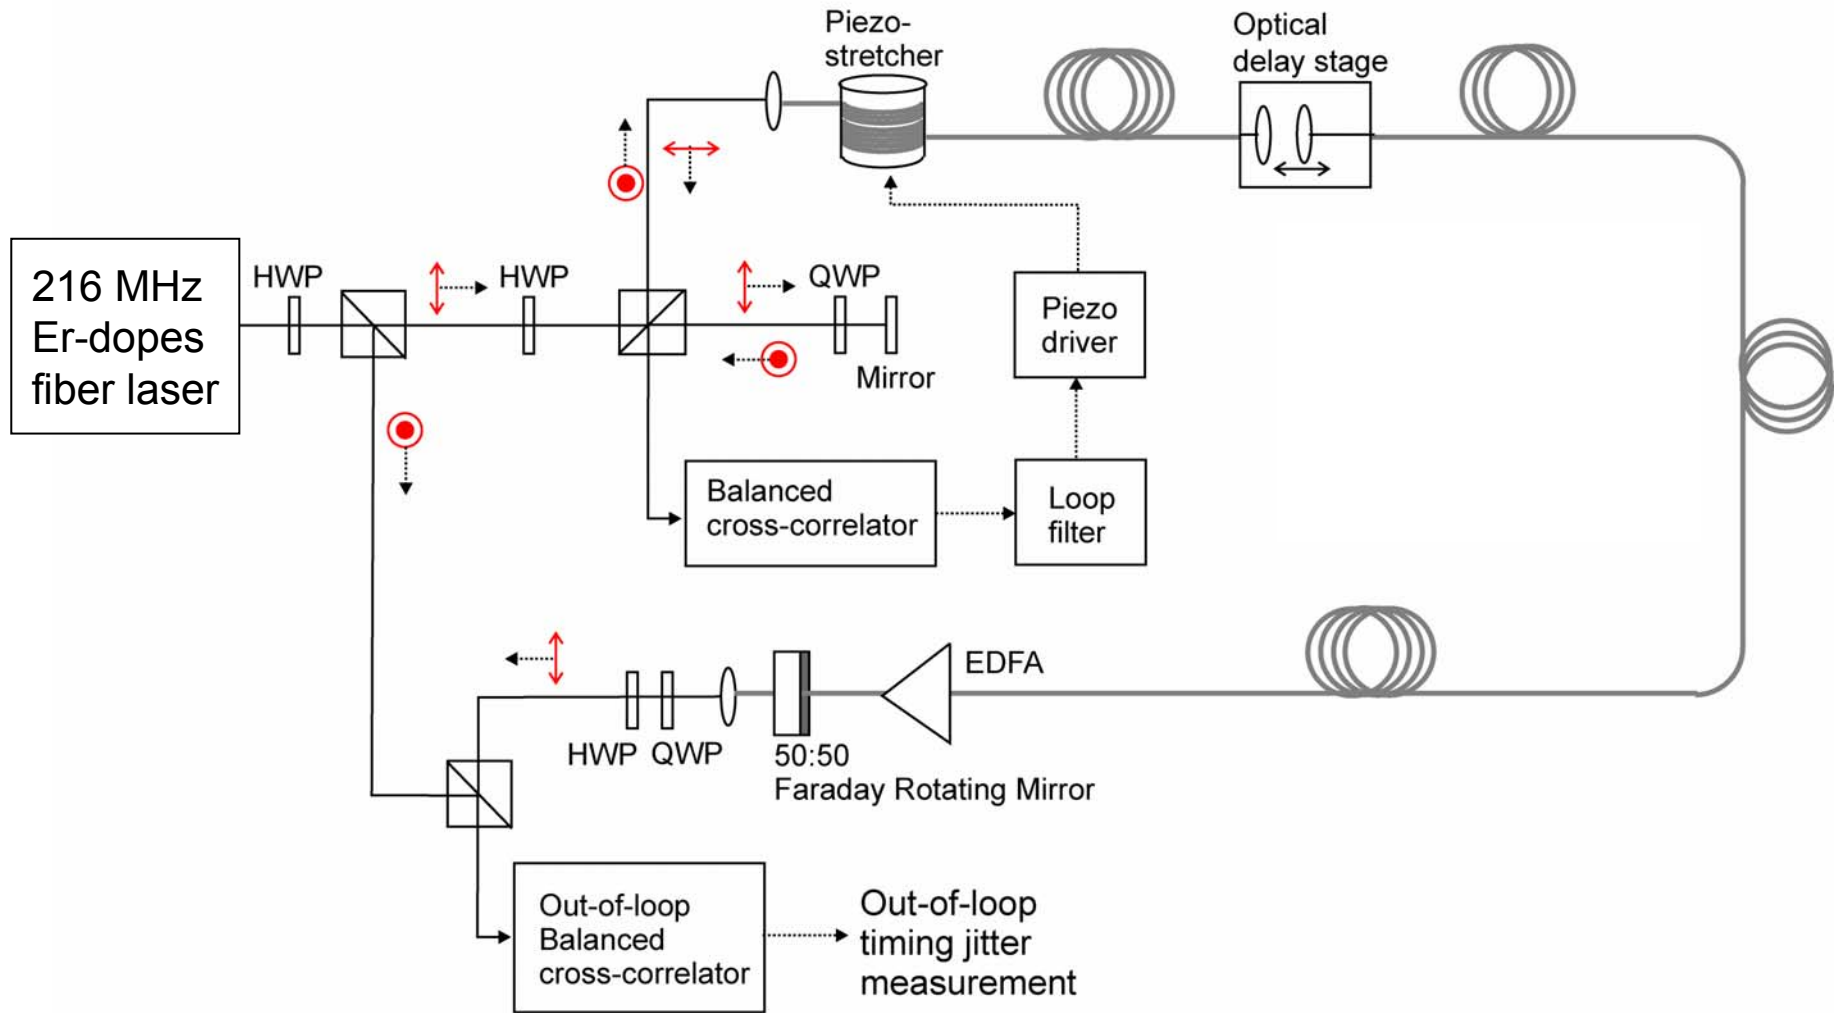 Piezo-
stretcher
Optical
delay stage
216 MHz
Er-dopes
fiber laser
HWP
HWP
QWP
Mirror
Piezo
driver
Balanced
cross-correlator
Loop
filter
EDFA
HWP QWP
50:50
Faraday Rotating Mirror
Out-of-loop
Balanced
cross-correlator
Out-of-loop
timing jitter
measurement